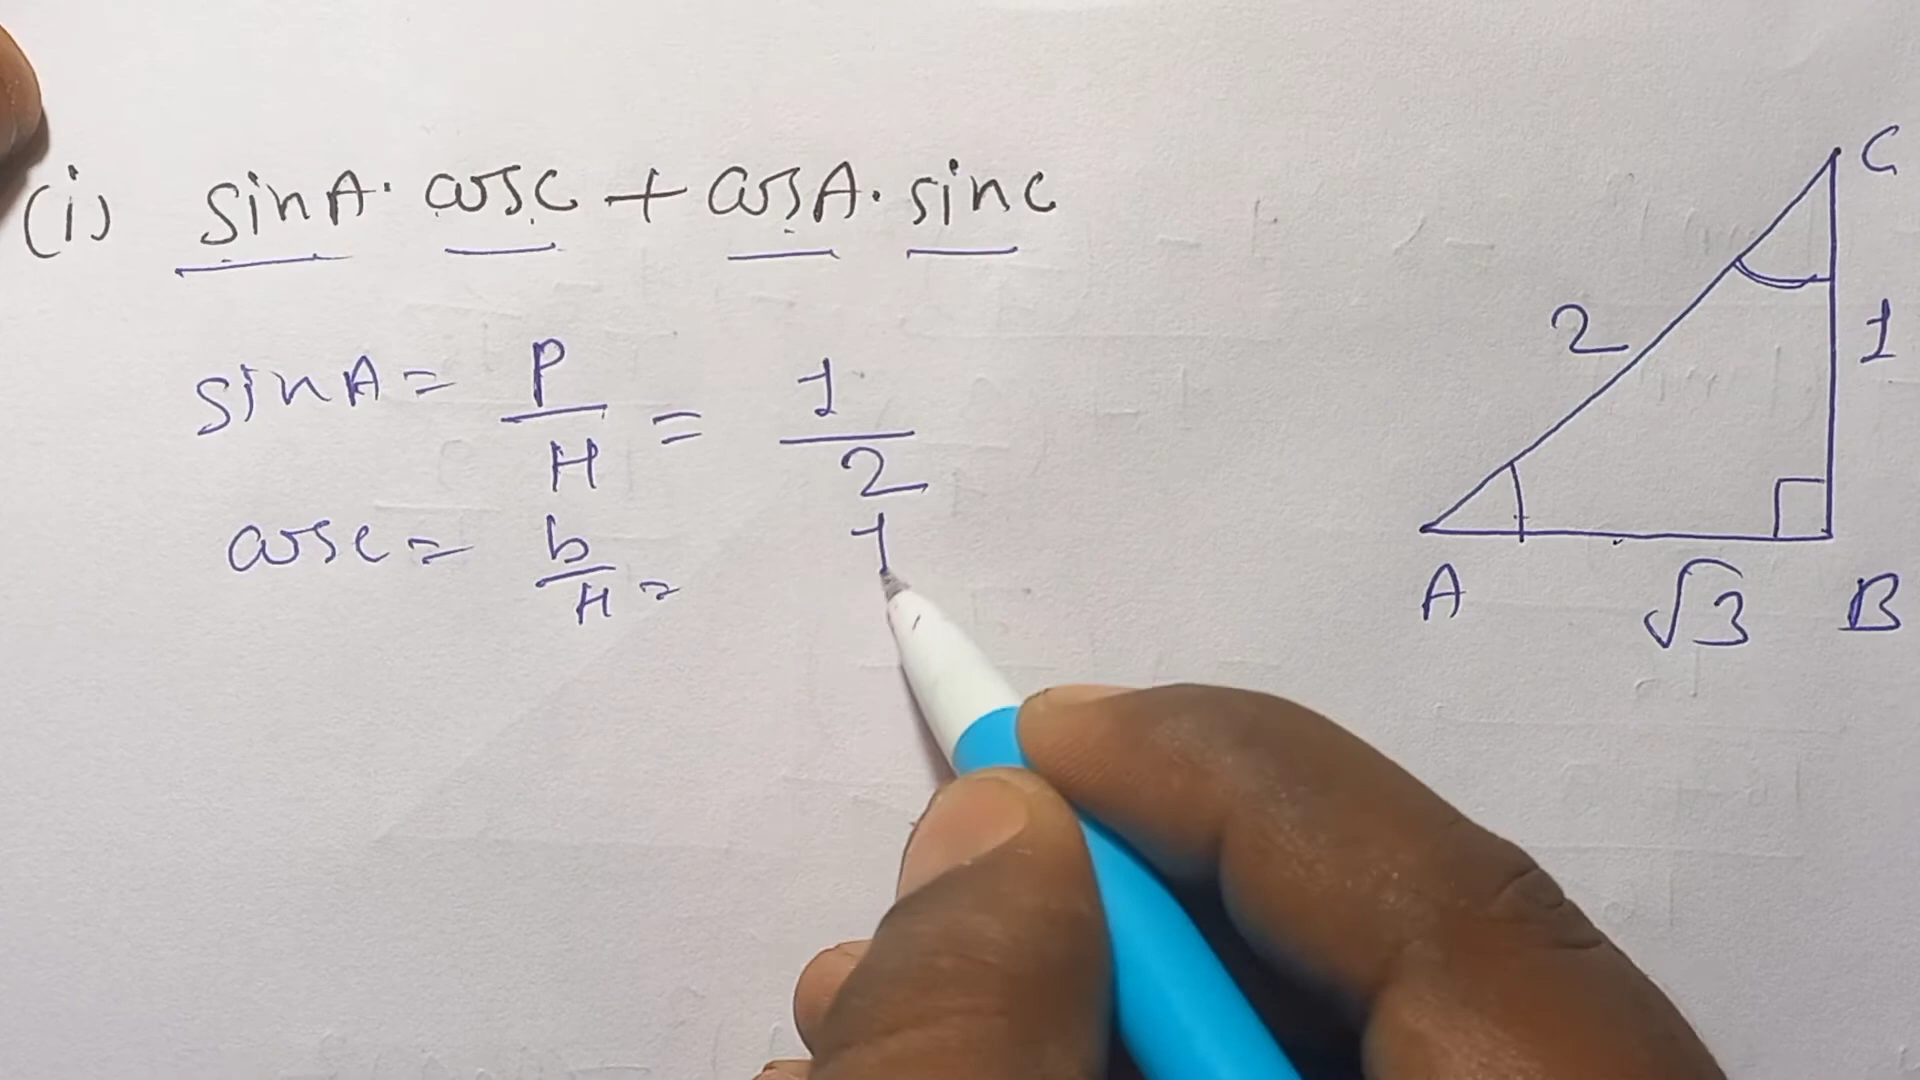 (i) sinA. cosC + cosA. sinC
sinA = P/H = 1/2
cosC = b/H = 1
C
2
1
A
√3
B